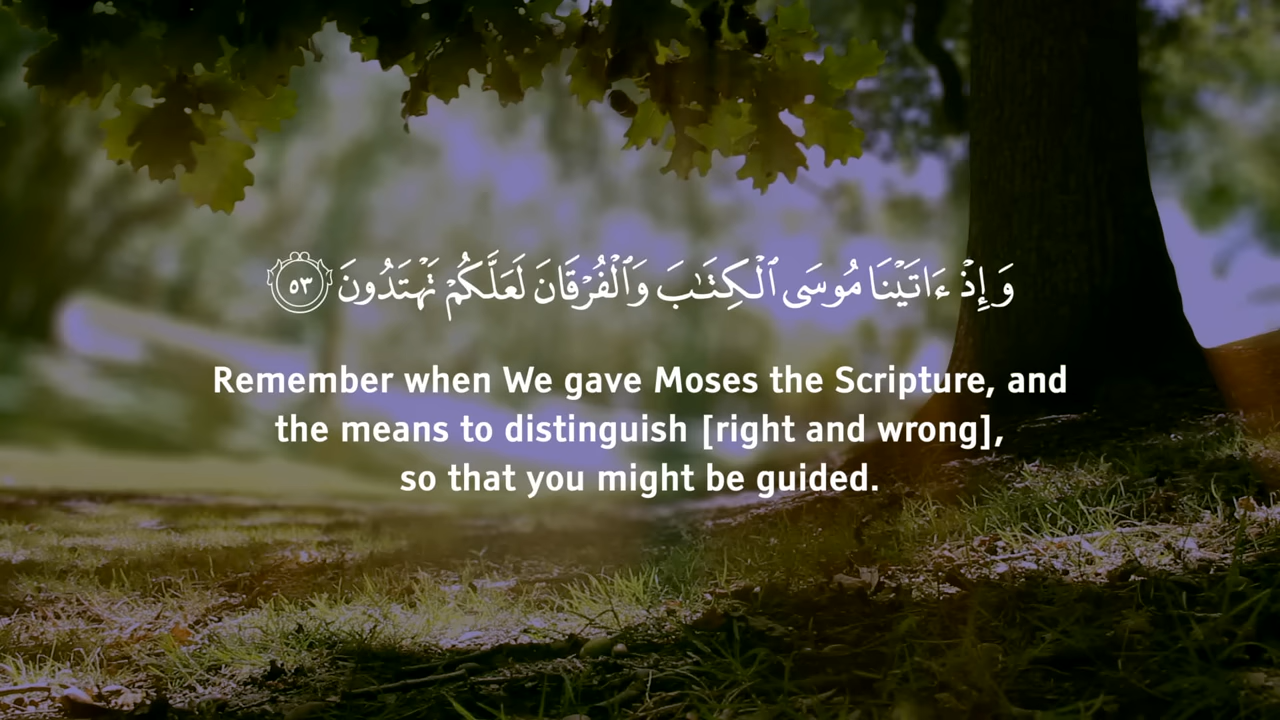 وَإِذْ ءَاتَيْنَا مُوسَى ٱلْكِتَـٰبَ وَٱلْفُرْقَانَ لَعَلَّكُمْ تَهْتَدُونَ ٥٣
Remember when We gave Moses the Scripture, and
the means to distinguish [right and wrong],
so that you might be guided.